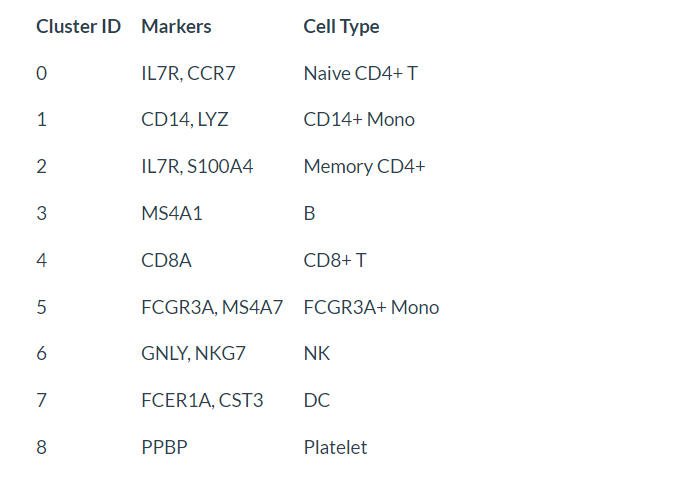 Cluster ID Markers Cell Type
0 IL7R, CCR7 Naive CD4+ T
1 CD14, LYZ CD14+ Mono
2 IL7R, S100A4 Memory CD4+
3 MS4A1 B
4 CD8A CD8+ T
5 FCGR3A, MS4A7 FCGR3A+ Mono
6 GNLY, NKG7 NK
7 FCER1A, CST3 DC
8 PPBP Platelet